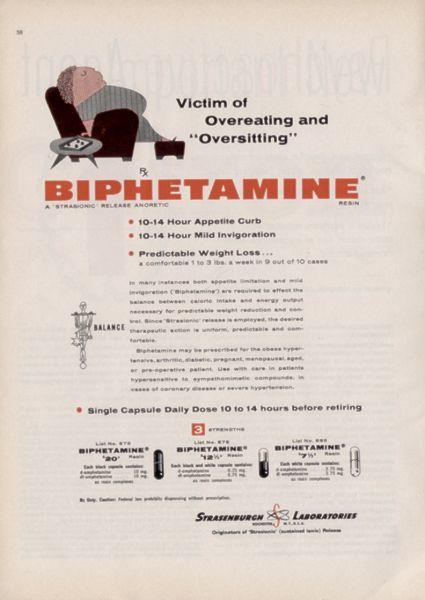 58
Victim of
Overeating and
"Oversitting"
℞
BIPHETAMINE®
A 'STRASIONIC' RELEASE ANORETIC
RESIN
• 10-14 Hour Appetite Curb
• 10-14 Hour Mild Invigoration
• Predictable Weight Loss...
a comfortable 1 to 3 lbs. a week in 9 out of 10 cases
In many instances both appetite limitation and mild
invigoration ('Biphetamine') are required to effect the
balance between caloric intake and energy output
necessary for predictable weight reduction and con-
trol. Since 'Strasionic' release is employed, the desired
therapeutic action is uniform, predictable and com-
fortable.
BALANCE
Biphetamine may be prescribed for the obese hyper-
tensive, arthritic, diabetic, pregnant, menopausal, aged,
or pre-operative patient. Use with care in patients
hypersensitive to sympathomimetic compounds, in
cases of coronary disease or severe hypertension.
• Single Capsule Daily Dose 10 to 14 hours before retiring
3 STRENGTHS
List No. 878
BIPHETAMINE®
'20' Resin
Each black capsule contains:
d-amphetamine 10 mg.
dl-amphetamine 10 mg.
as resin complexes
List No. 875
BIPHETAMINE®
'12½' Resin
Each black and white capsule contains:
d-amphetamine 6.25 mg.
dl-amphetamine 6.25 mg.
as resin complexes
List No. 895
BIPHETAMINE®
'7½' Resin
Each white capsule contains:
d-amphetamine 3.75 mg.
dl-amphetamine 3.75 mg.
as resin complexes
Rx Only. Caution: Federal law prohibits dispensing without prescription.
STRASENBURGH LABORATORIES
ROCHESTER, N.Y., U.S.A.
Originators of 'Strasionic' (sustained ionic) Release